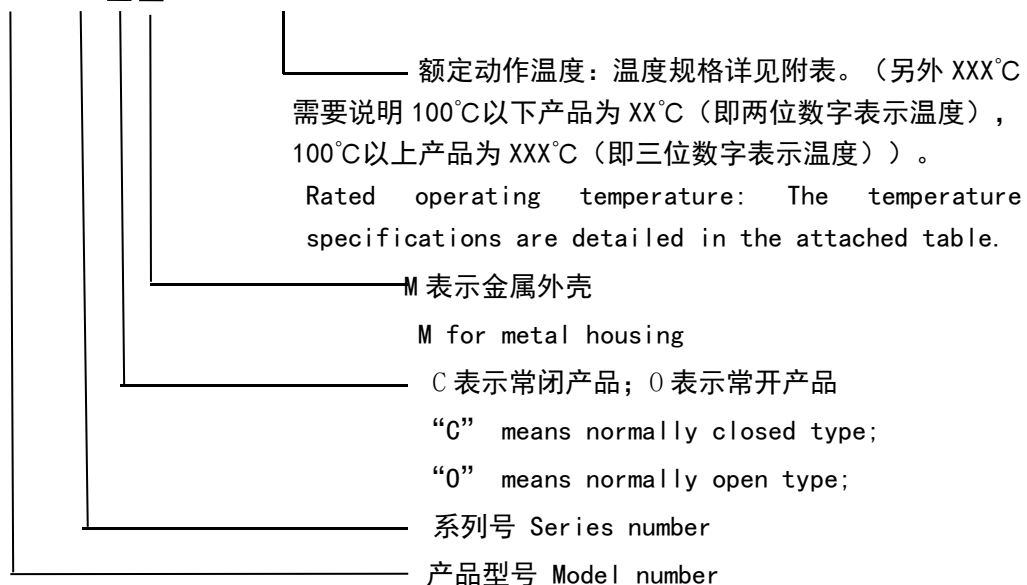 额定动作温度：温度规格详见附表。（另外 XXX℃
需要说明 100℃以下产品为 XX℃（即两位数字表示温度），
100℃以上产品为 XXX℃（即三位数字表示温度））。
Rated operating temperature: The temperature
specifications are detailed in the attached table.
M 表示金属外壳
M for metal housing
C 表示常闭产品；O 表示常开产品
“C” means normally closed type;
“O” means normally open type;
系列号 Series number
产品型号 Model number